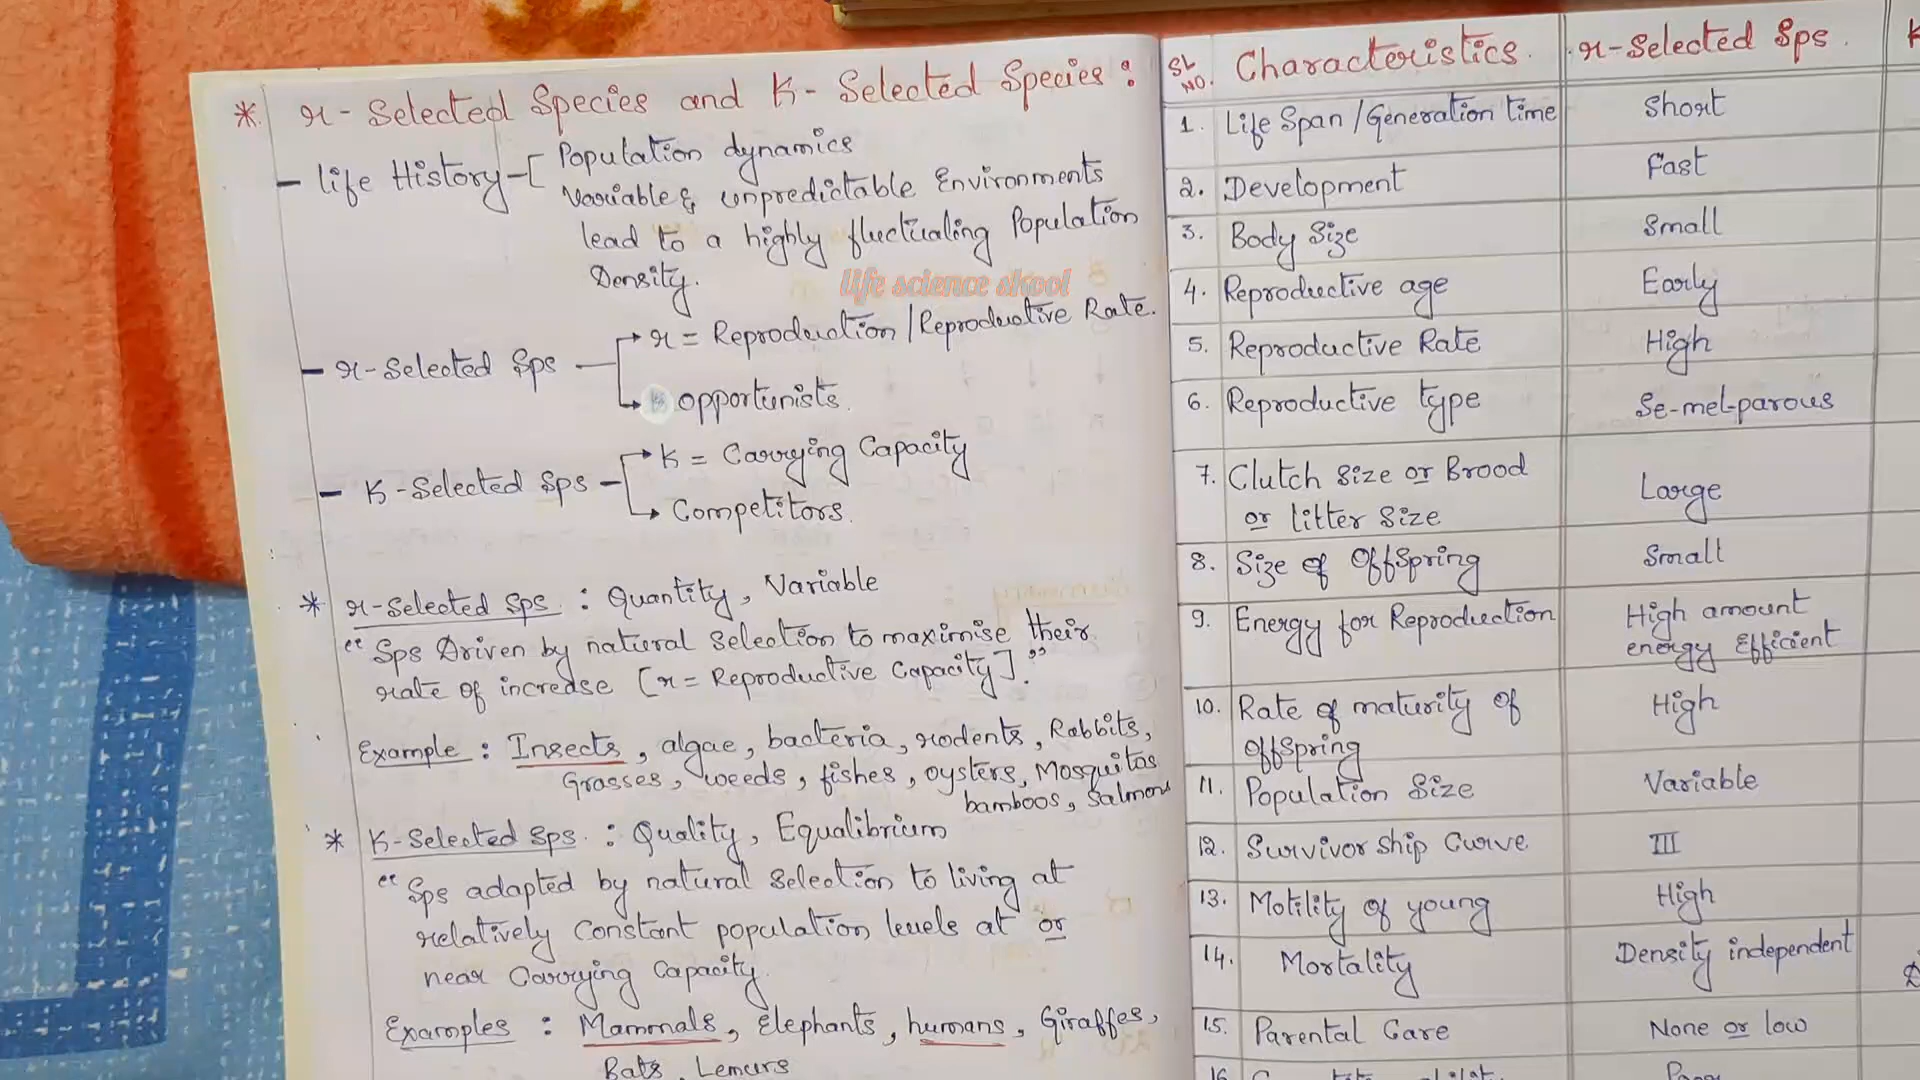 * r-Selected Species and K-Selected Species:
- life History -[ Population dynamics
Variable & unpredictable Environments
lead to a highly fluctuating Population
Density.
life science skool
- r-Selected Sps → r = Reproduction/Reproductive Rate.
→ opportunists.
- K-Selected Sps → K = Carrying Capacity
→ Competitors.
* r-Selected Sps : Quantity, Variable
"Sps Driven by natural Selection to maximise their
rate of increase [r = Reproductive Capacity]."
Example : Insects, algae, bacteria, rodents, Rabbits,
Grasses, weeds, fishes, oysters, Mosquitos
bamboos, Salmons
* K-Selected Sps. : Quality, Equalibrium
"Sps adapted by natural Selection to living at
relatively Constant population levels at or
near Carrying Capacity.
Examples : Mammals, Elephants, humans, Giraffes,
Bats, Lemurs
SL NO. Characteristics. r-Selected Sps. K
1. Life Span/Generation time Short
2. Development Fast
3. Body Size Small
4. Reproductive age Early
5. Reproductive Rate High
6. Reproductive type Se-mel-parous
7. Clutch Size or Brood
or litter Size Large
8. Size of Offspring Small
9. Energy for Reproduction High amount
energy Efficient
10. Rate of maturity of
offspring High
11. Population Size Variable
12. Survivor ship Curve III
13. Motility of young High
14. Mortality Density independent
15. Parental Care None or low
16.